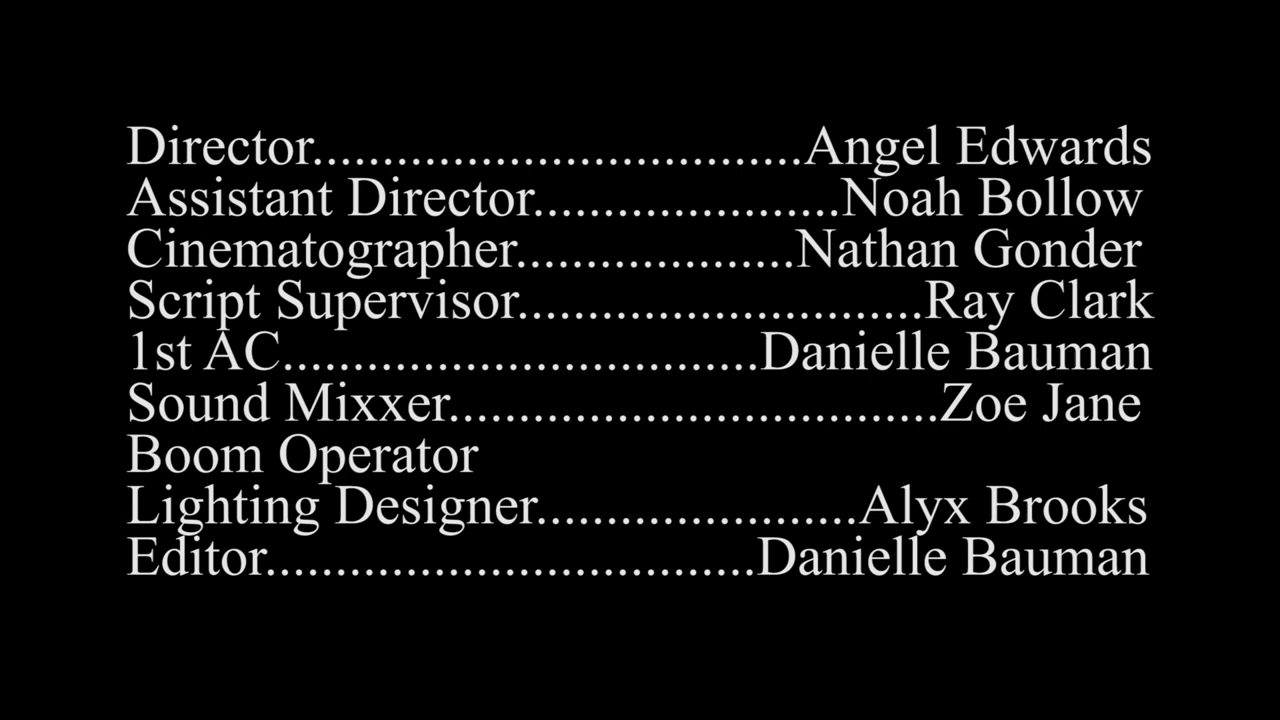 Director...................................Angel Edwards
Assistant Director......................Noah Bollow
Cinematographer....................Nathan Gonder
Script Supervisor.............................Ray Clark
1st AC..................................Danielle Bauman
Sound Mixxer...................................Zoe Jane
Boom Operator
Lighting Designer.......................Alyx Brooks
Editor...................................Danielle Bauman